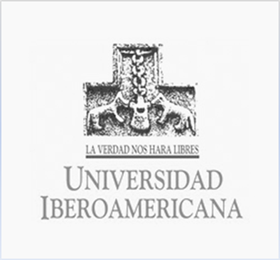 LA VERDAD NOS HARA LIBRES
UNIVERSIDAD
IBEROAMERICANA